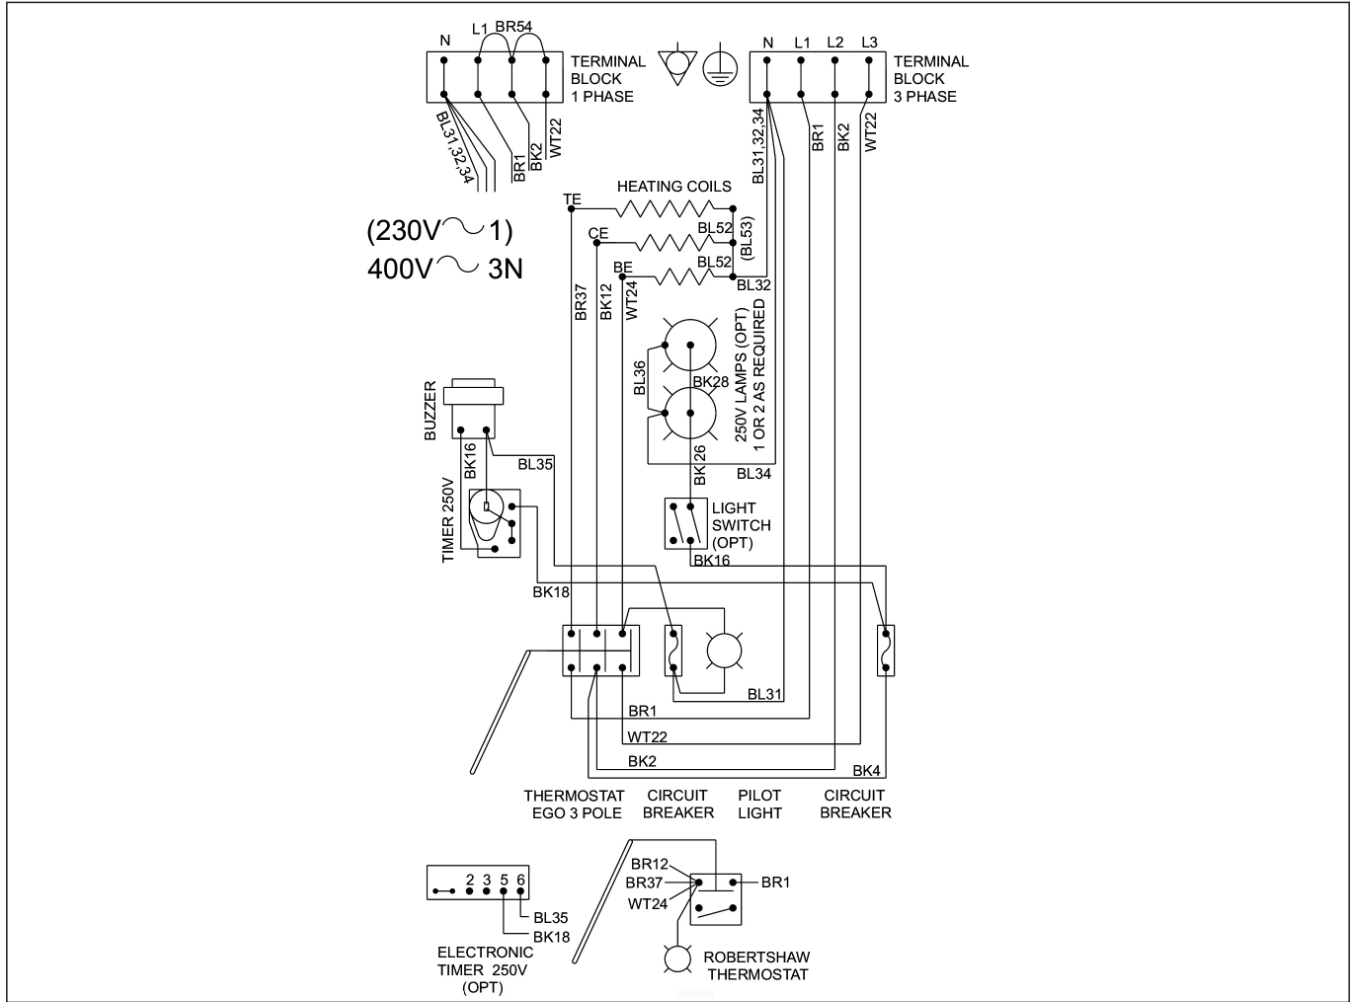 L1 BR54
N
TERMINAL
BLOCK
1 PHASE
BL31,32,34
BR1
BK2
WT22
N L1 L2 L3
TERMINAL
BLOCK
3 PHASE
BL31,32,34
BR1
BK2
WT22
(230V 1)
400V 3N
HEATING COILS
TE
CE
BE
BL52
BL52
(BL53)
BL32
BR37
BK12
WT24
250V LAMPS (OPT)
1 OR 2 AS REQUIRED
BL36
BK28
BK26
BL34
BUZZER
BK16
BL35
TIMER 250V
LIGHT
SWITCH
(OPT)
BK16
BK18
BL31
BR1
WT22
BK2
BK4
THERMOSTAT
EGO 3 POLE
CIRCUIT
BREAKER
PILOT
LIGHT
CIRCUIT
BREAKER
2 3 5 6
BL35
BK18
ELECTRONIC
TIMER 250V
(OPT)
BR12
BR37
WT24
BR1
ROBERTSHAW
THERMOSTAT